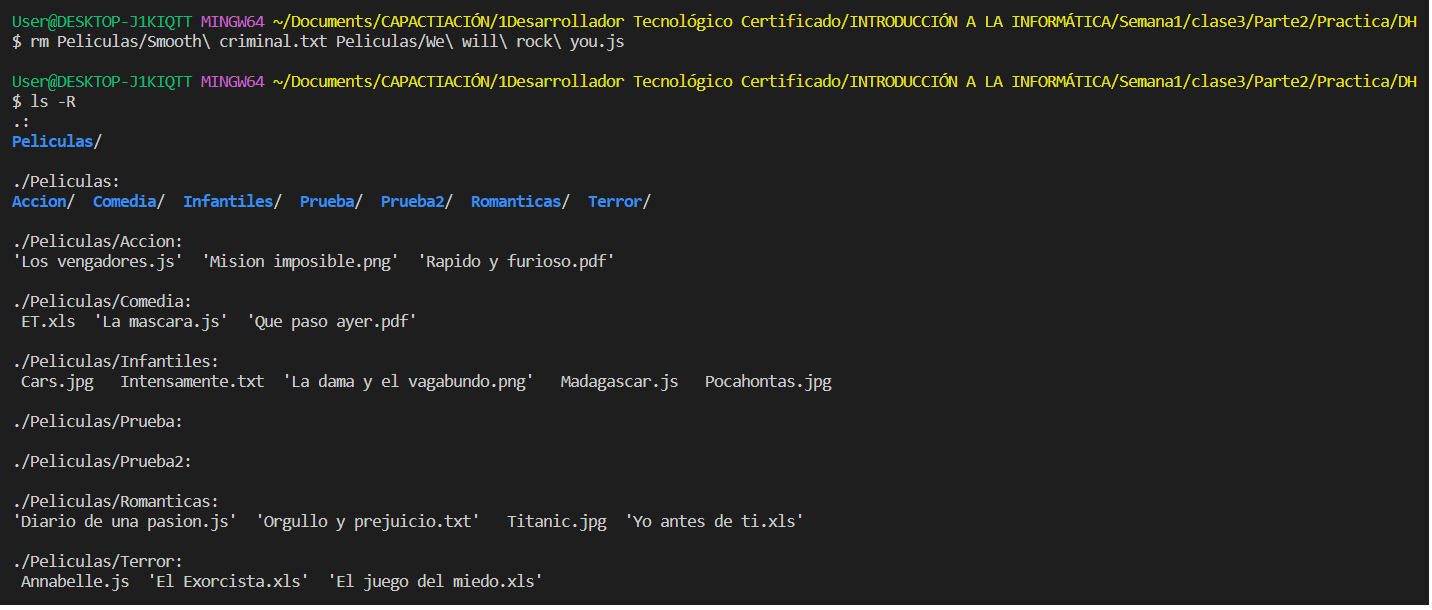 User@DESKTOP-J1KIQTT MINGW64 ~/Documents/CAPACTIACIÓN/1Desarrollador Tecnológico Certificado/INTRODUCCIÓN A LA INFORMÁTICA/Semana1/clase3/Parte2/Practica/DH
$ rm Peliculas/Smooth\ criminal.txt Peliculas/We\ will\ rock\ you.js
User@DESKTOP-J1KIQTT MINGW64 ~/Documents/CAPACTIACIÓN/1Desarrollador Tecnológico Certificado/INTRODUCCIÓN A LA INFORMÁTICA/Semana1/clase3/Parte2/Practica/DH
$ ls -R
.:
Peliculas/
./Peliculas:
Accion/  Comedia/  Infantiles/  Prueba/  Prueba2/  Romanticas/  Terror/
./Peliculas/Accion:
'Los vengadores.js'  'Mision imposible.png'  'Rapido y furioso.pdf'
./Peliculas/Comedia:
ET.xls  'La mascara.js'  'Que paso ayer.pdf'
./Peliculas/Infantiles:
Cars.jpg   Intensamente.txt  'La dama y el vagabundo.png'   Madagascar.js   Pocahontas.jpg
./Peliculas/Prueba:
./Peliculas/Prueba2:
./Peliculas/Romanticas:
'Diario de una pasion.js'  'Orgullo y prejuicio.txt'   Titanic.jpg  'Yo antes de ti.xls'
./Peliculas/Terror:
Annabelle.js  'El Exorcista.xls'  'El juego del miedo.xls'